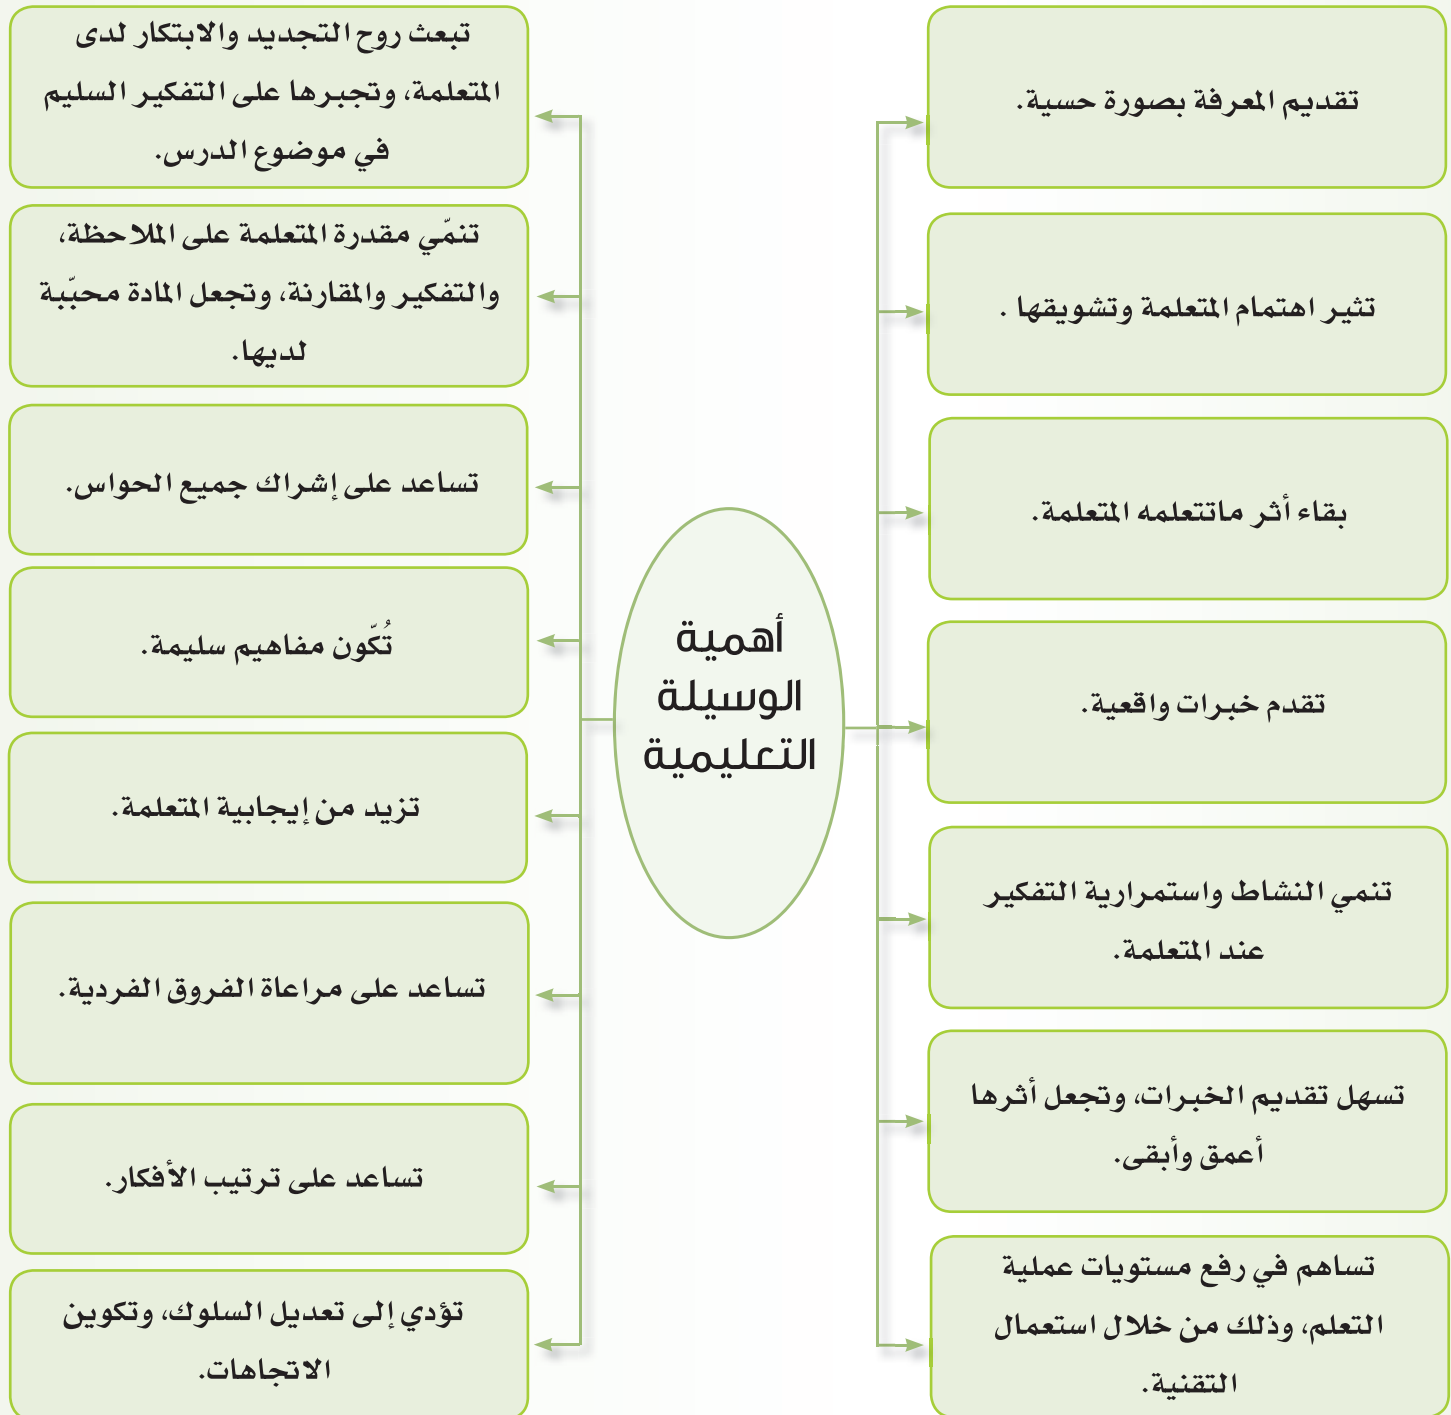 أهمية
الوسيلة
التعليمية
تقديم المعرفة بصورة حسية.
تثير اهتمام المتعلمة وتشويقها .
بقاء أثر ماتتعلمه المتعلمة.
تقدم خبرات واقعية.
تنمي النشاط واستمرارية التفكير
عند المتعلمة.
تسهل تقديم الخبرات، وتجعل أثرها
أعمق وأبقى.
تساهم في رفع مستويات عملية
التعلم، وذلك من خلال استعمال
التقنية.
تبعث روح التجديد والابتكار لدى
المتعلمة، وتجبرها على التفكير السليم
في موضوع الدرس.
تنمّي مقدرة المتعلمة على الملاحظة،
والتفكير والمقارنة، وتجعل المادة محبّبة
لديها.
تساعد على إشراك جميع الحواس.
تُكّون مفاهيم سليمة.
تزيد من إيجابية المتعلمة.
تساعد على مراعاة الفروق الفردية.
تساعد على ترتيب الأفكار.
تؤدي إلى تعديل السلوك، وتكوين
الاتجاهات.